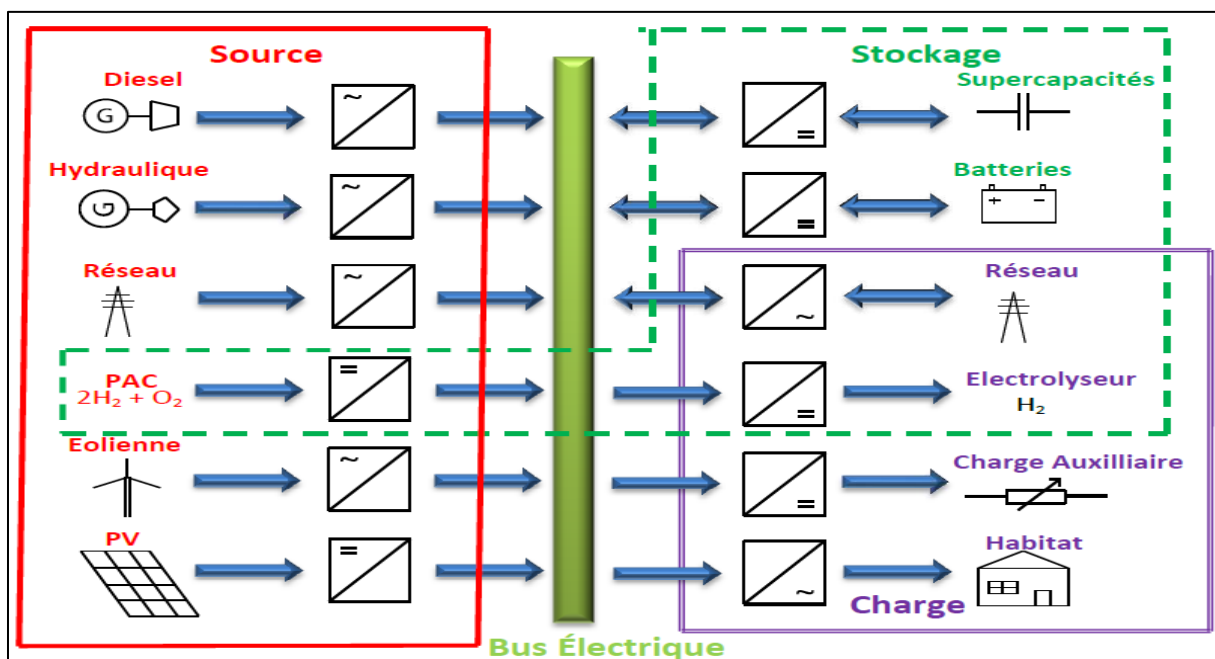 Source
Diesel
G
~
Hydraulique
G
~
Réseau
~
PAC
2H₂ + O₂
=
Eolienne
~
PV
=
Bus Électrique
Stockage
Supercapacités
=
Batteries
+ −
=
Réseau
~
Electrolyseur
H₂
=
Charge Auxilliaire
=
Habitat
~
Charge